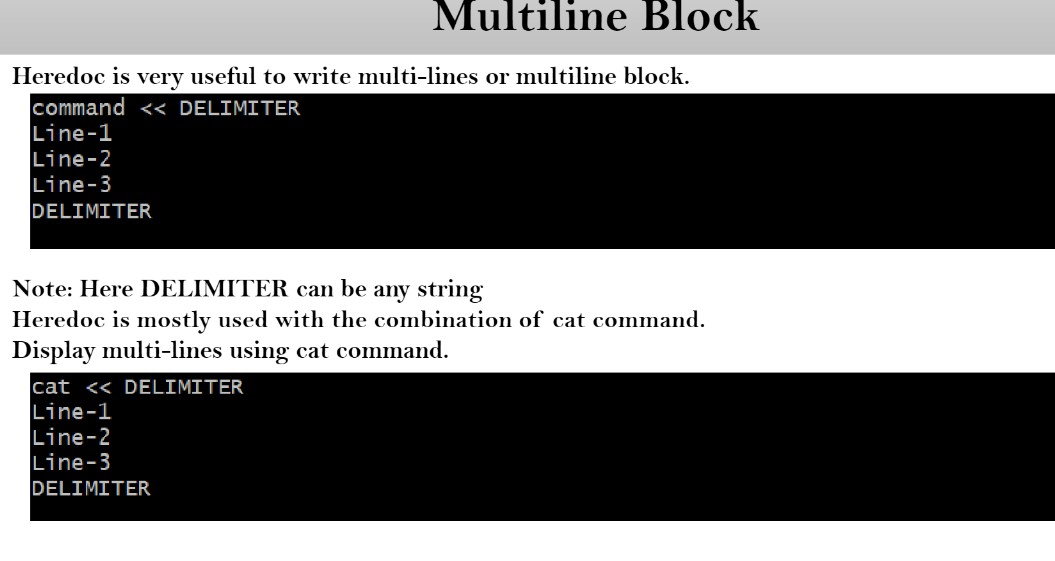 Multiline Block
Heredoc is very useful to write multi-lines or multiline block.
command << DELIMITER
Line-1
Line-2
Line-3
DELIMITER
Note: Here DELIMITER can be any string
Heredoc is mostly used with the combination of cat command.
Display multi-lines using cat command.
cat << DELIMITER
Line-1
Line-2
Line-3
DELIMITER